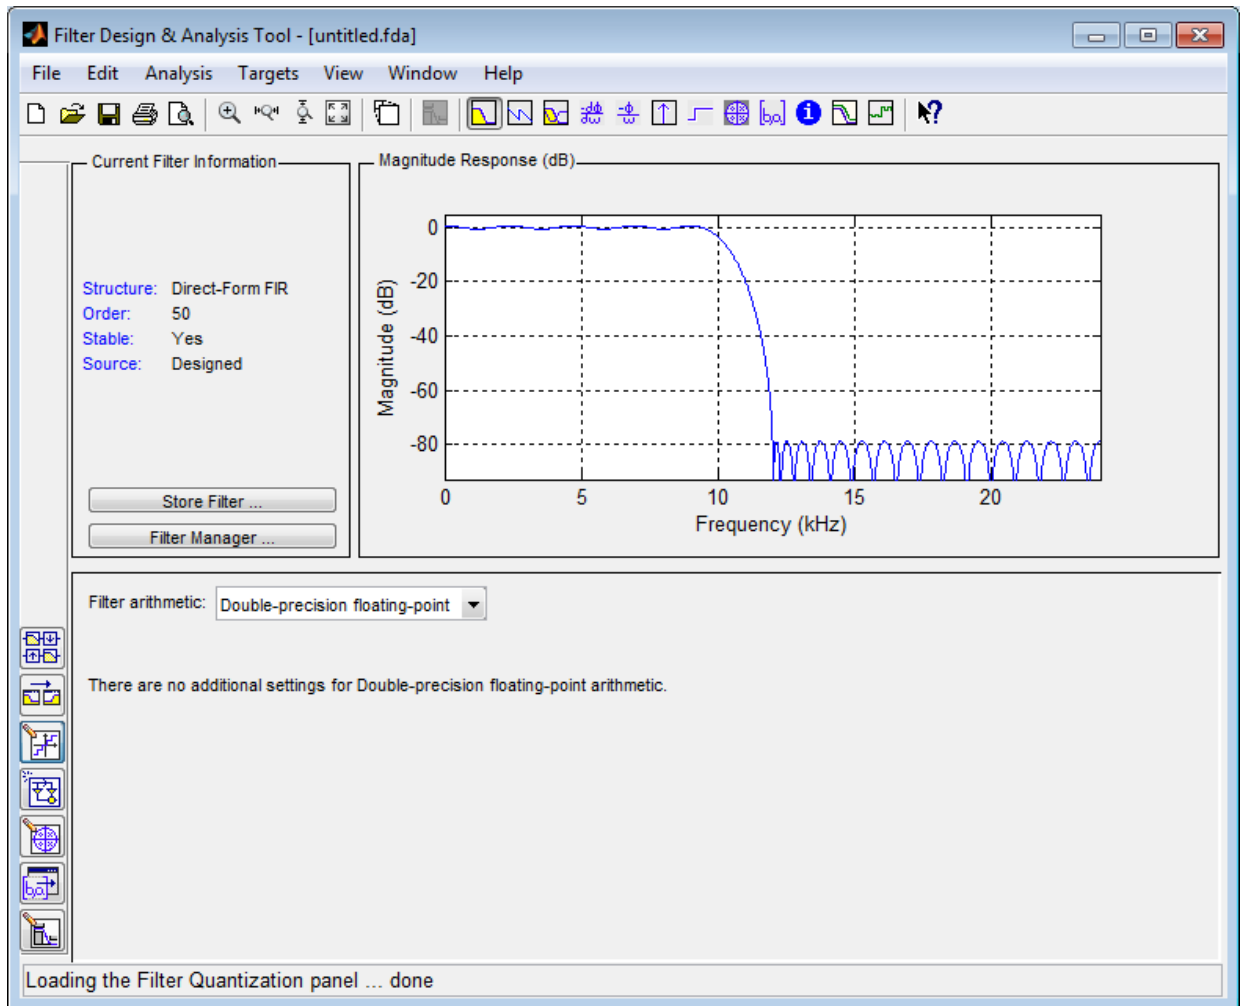 Filter Design & Analysis Tool - [untitled.fda]
File Edit Analysis Targets View Window Help
Current Filter Information
Structure: Direct-Form FIR
Order: 50
Stable: Yes
Source: Designed
Store Filter ...
Filter Manager ...
Magnitude Response (dB)
Magnitude (dB)
0
-20
-40
-60
-80
0 5 10 15 20
Frequency (kHz)
Filter arithmetic: Double-precision floating-point
There are no additional settings for Double-precision floating-point arithmetic.
Loading the Filter Quantization panel ... done